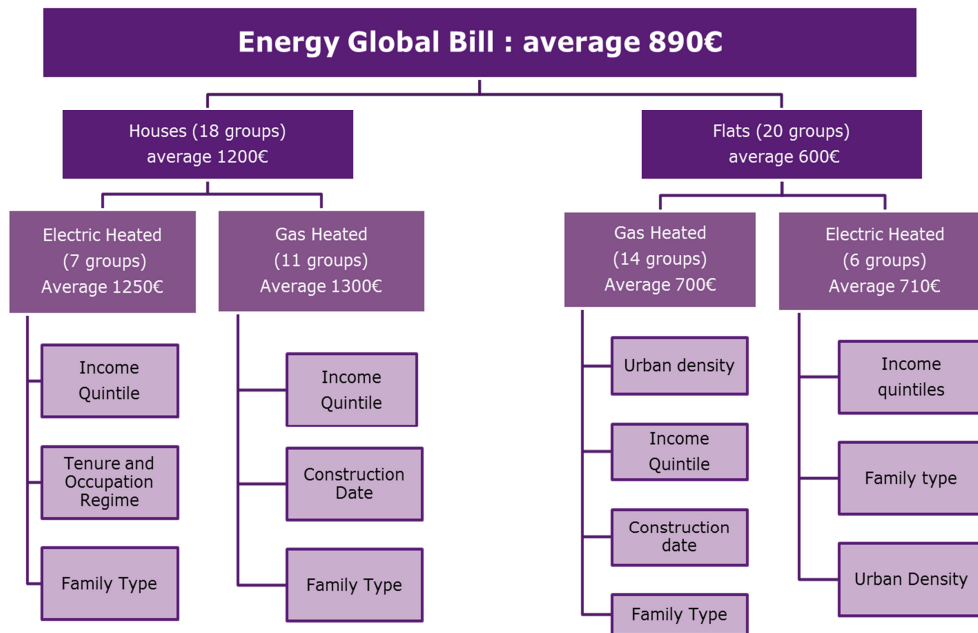 Energy Global Bill : average 890€
Houses (18 groups)
average 1200€
Flats (20 groups)
average 600€
Electric Heated
(7 groups)
Average 1250€
Gas Heated
(11 groups)
Average 1300€
Gas Heated
(14 groups)
Average 700€
Electric Heated
(6 groups)
Average 710€
Income
Quintile
Tenure and
Occupation
Regime
Family Type
Income
Quintile
Construction
Date
Family Type
Urban density
Income
Quintile
Construction
date
Family Type
Income
quintiles
Family type
Urban Density